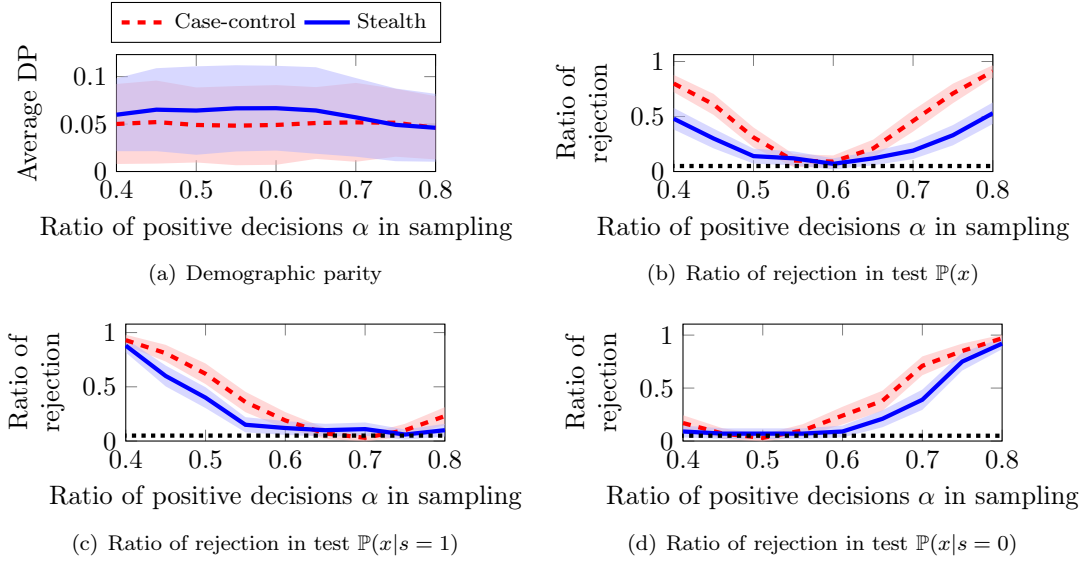 Case-control Stealth
Average DP
0.1
0.05
0
0.4 0.5 0.6 0.7 0.8
Ratio of positive decisions α in sampling
(a) Demographic parity
Ratio of
rejection
1
0.5
0
0.4 0.5 0.6 0.7 0.8
Ratio of positive decisions α in sampling
(b) Ratio of rejection in test ℙ(x)
Ratio of
rejection
1
0.5
0
0.4 0.5 0.6 0.7 0.8
Ratio of positive decisions α in sampling
(c) Ratio of rejection in test ℙ(x|s = 1)
Ratio of
rejection
1
0.5
0
0.4 0.5 0.6 0.7 0.8
Ratio of positive decisions α in sampling
(d) Ratio of rejection in test ℙ(x|s = 0)